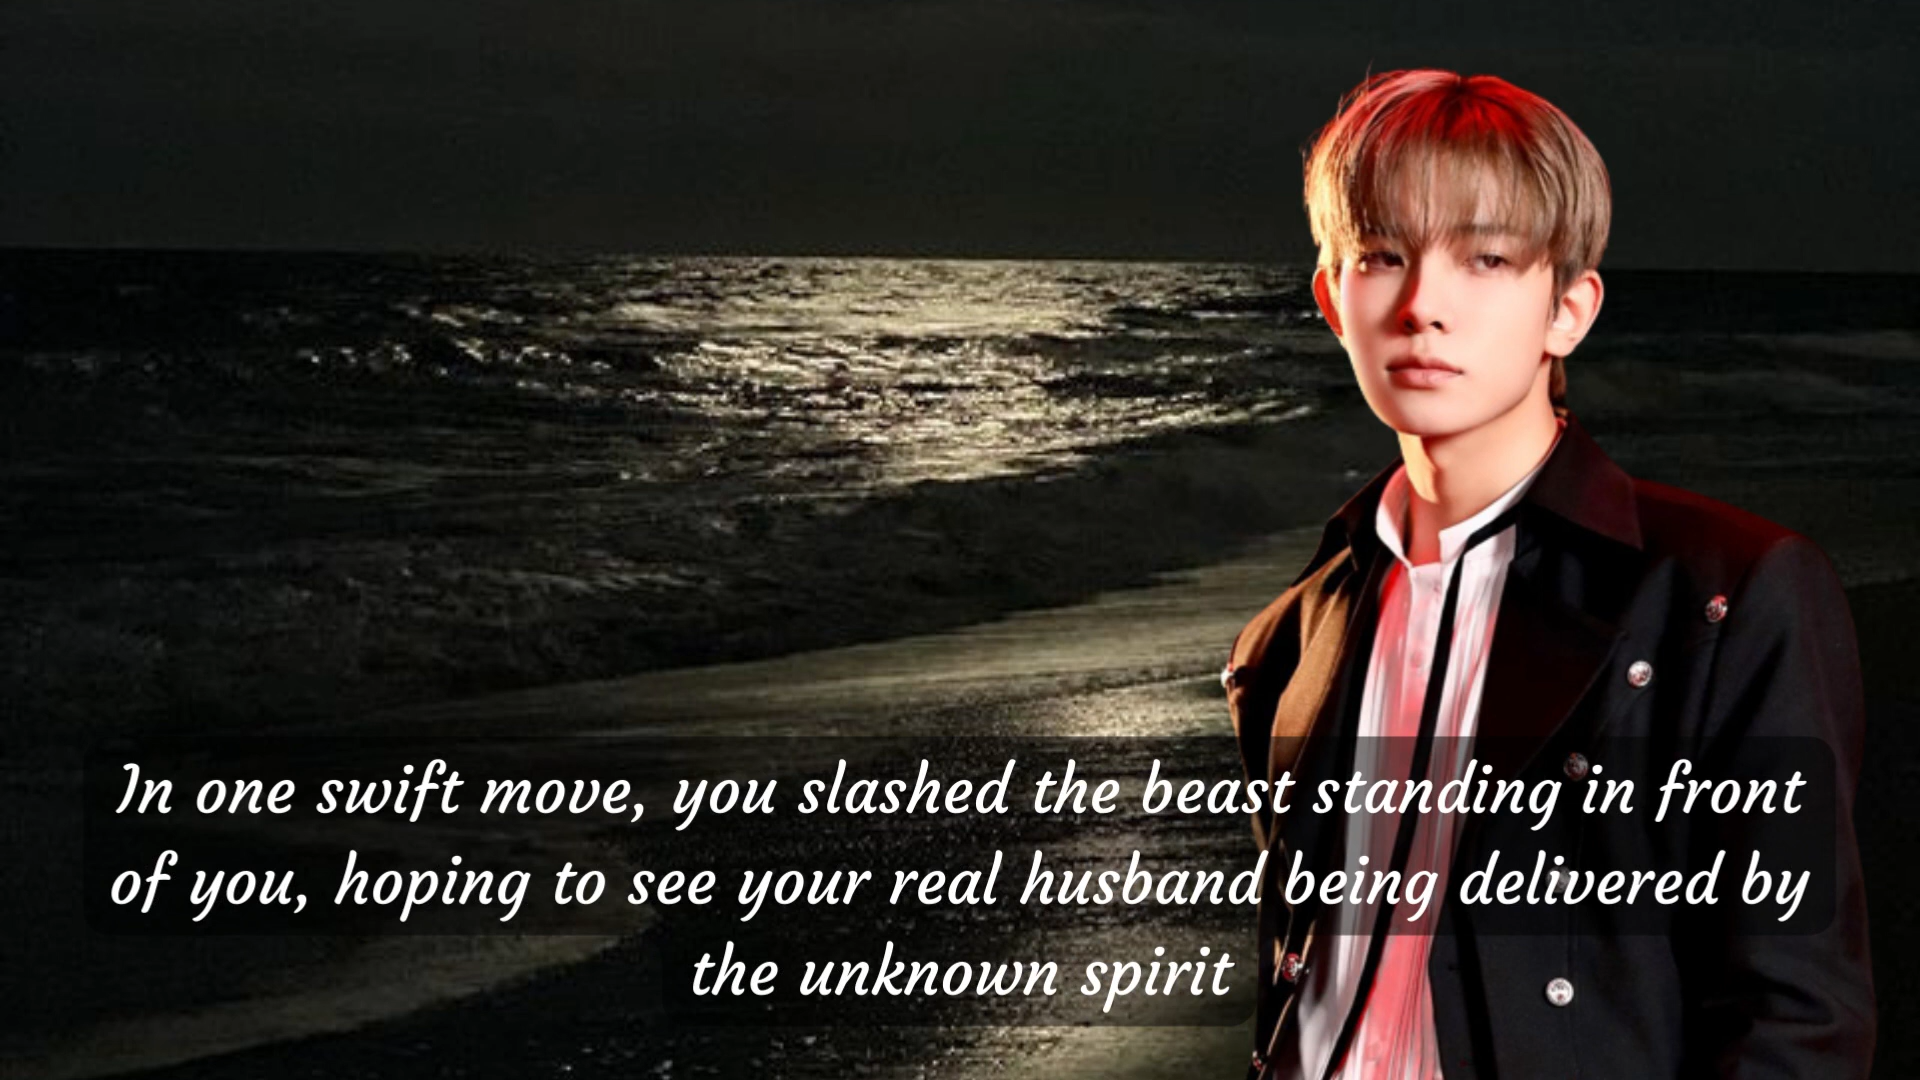 In one swift move, you slashed the beast standing in front
of you, hoping to see your real husband being delivered by
the unknown spirit